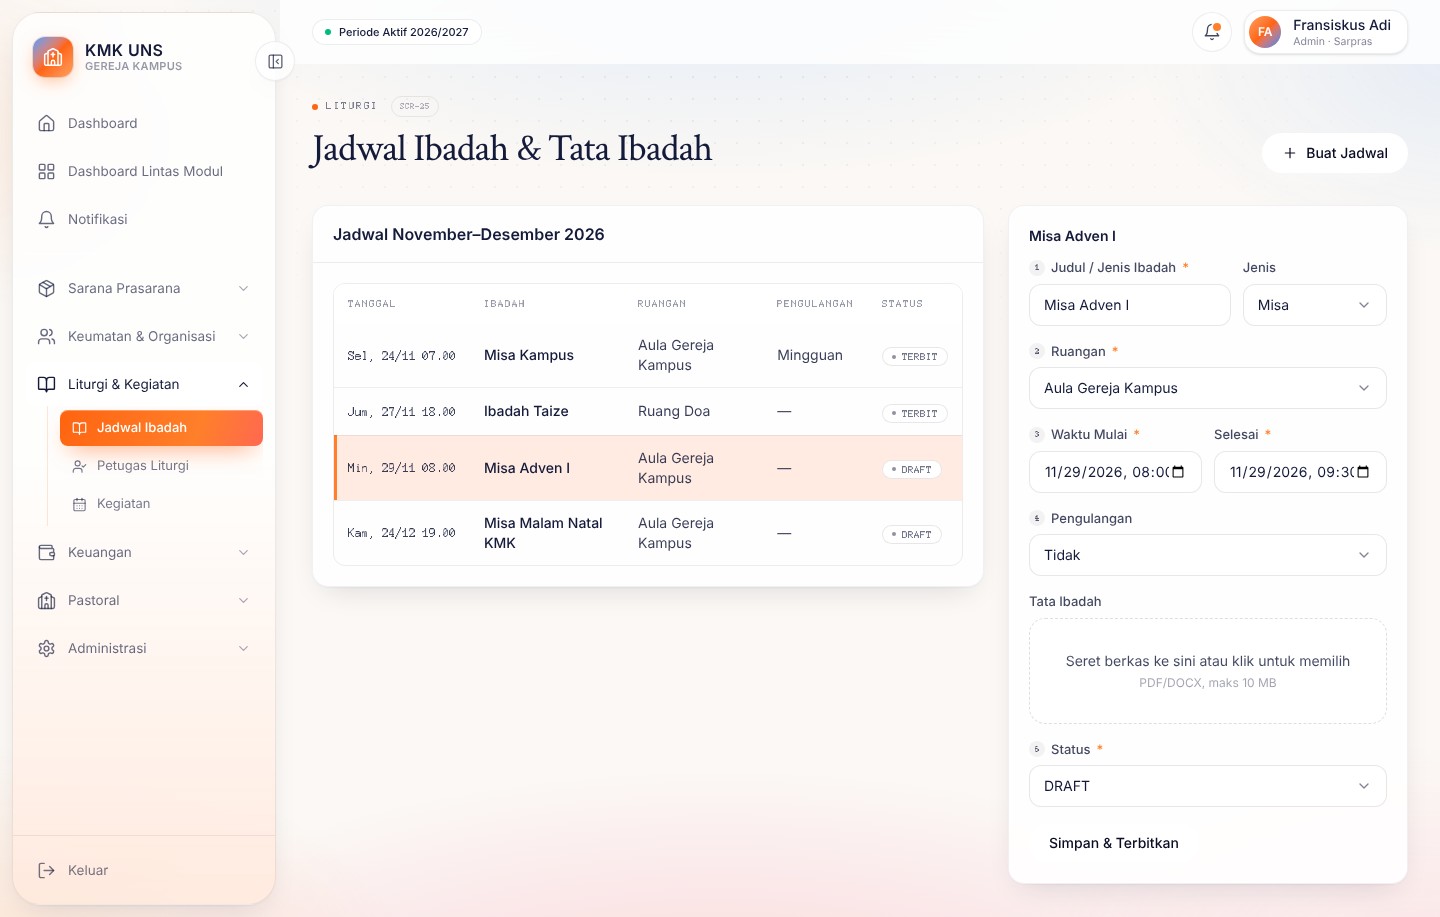 KMK UNS
GEREJA KAMPUS
Dashboard
Dashboard Lintas Modul
Notifikasi
Sarana Prasarana
Keumatan & Organisasi
Liturgi & Kegiatan
Jadwal Ibadah
Petugas Liturgi
Kegiatan
Keuangan
Pastoral
Administrasi
Keluar
Periode Aktif 2026/2027
FA
Fransiskus Adi
Admin · Sarpras
LITURGI SCR-25
Jadwal Ibadah & Tata Ibadah
Buat Jadwal
Jadwal November–Desember 2026
TANGGAL IBADAH RUANGAN PENGULANGAN STATUS
Sel, 24/11 07.00 Misa Kampus Aula Gereja Kampus Mingguan TERBIT
Jum, 27/11 18.00 Ibadah Taize Ruang Doa — TERBIT
Min, 29/11 08.00 Misa Adven I Aula Gereja Kampus — DRAFT
Kam, 24/12 19.00 Misa Malam Natal KMK Aula Gereja Kampus — DRAFT
Misa Adven I
1 Judul / Jenis Ibadah * Jenis
Misa Adven I Misa
2 Ruangan *
Aula Gereja Kampus
3 Waktu Mulai * Selesai *
11/29/2026, 08:00 11/29/2026, 09:30
4 Pengulangan
Tidak
Tata Ibadah
Seret berkas ke sini atau klik untuk memilih
PDF/DOCX, maks 10 MB
5 Status *
DRAFT
Simpan & Terbitkan